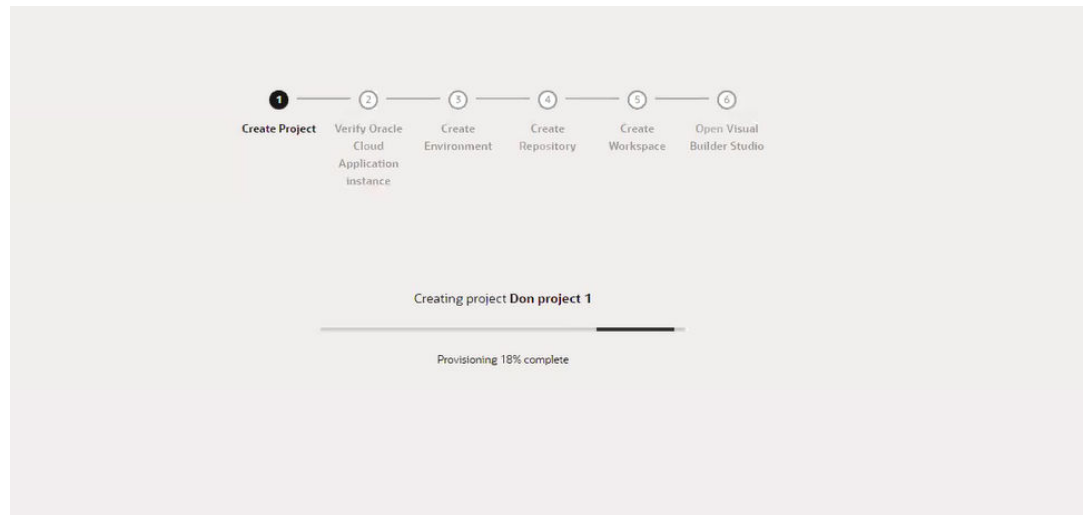 1
2
3
4
5
6
Create Project
Verify Oracle
Cloud
Application
instance
Create
Environment
Create
Repository
Create
Workspace
Open Visual
Builder Studio
Creating project Don project 1
Provisioning 18% complete